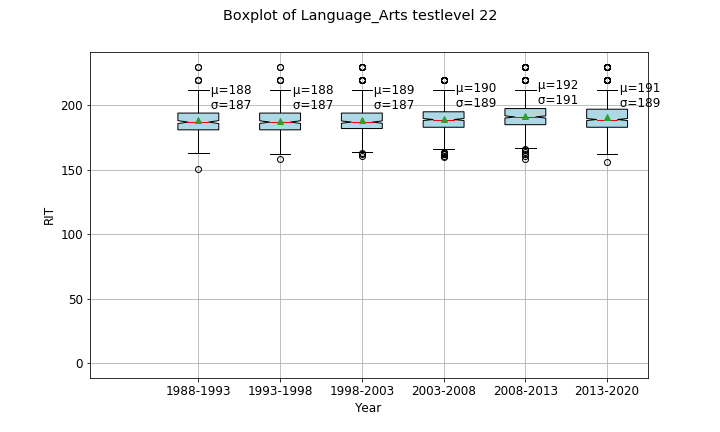 Boxplot of Language_Arts testlevel 22
μ=188
σ=187
μ=188
σ=187
μ=189
σ=187
μ=190
σ=189
μ=192
σ=191
μ=191
σ=189
200
150
100
50
0
RIT
1988-1993 1993-1998 1998-2003 2003-2008 2008-2013 2013-2020
Year